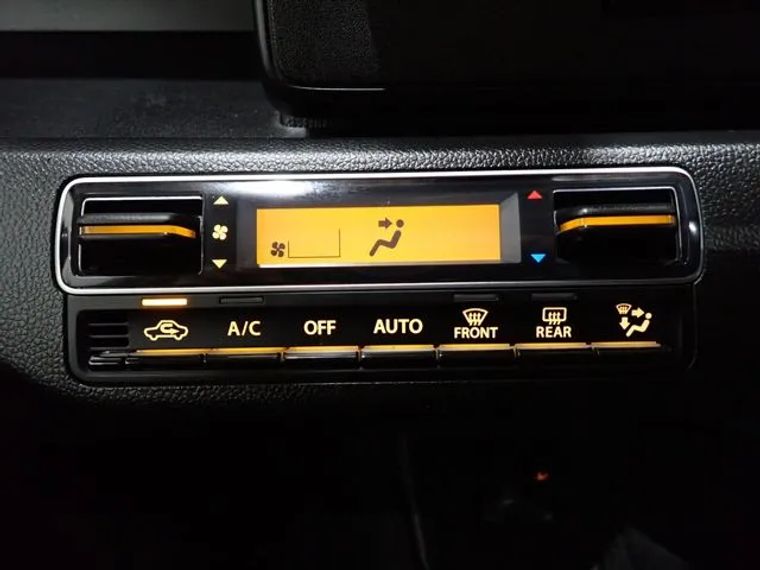 A/C OFF AUTO FRONT REAR